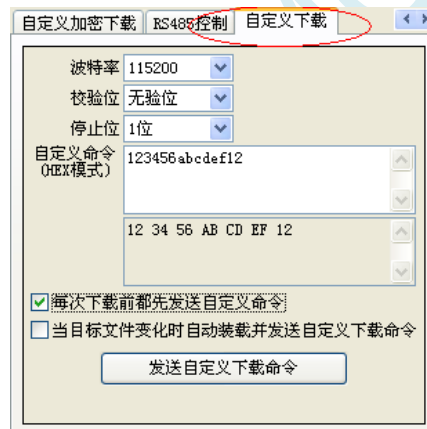 自定义加密下载 RS485控制 自定义下载
波特率 115200
校验位 无验位
停止位 1位
自定义命令 123456abcdef12
(HEX模式)
12 34 56 AB CD EF 12
每次下载前都先发送自定义命令
当目标文件变化时自动装载并发送自定义下载命令
发送自定义下载命令